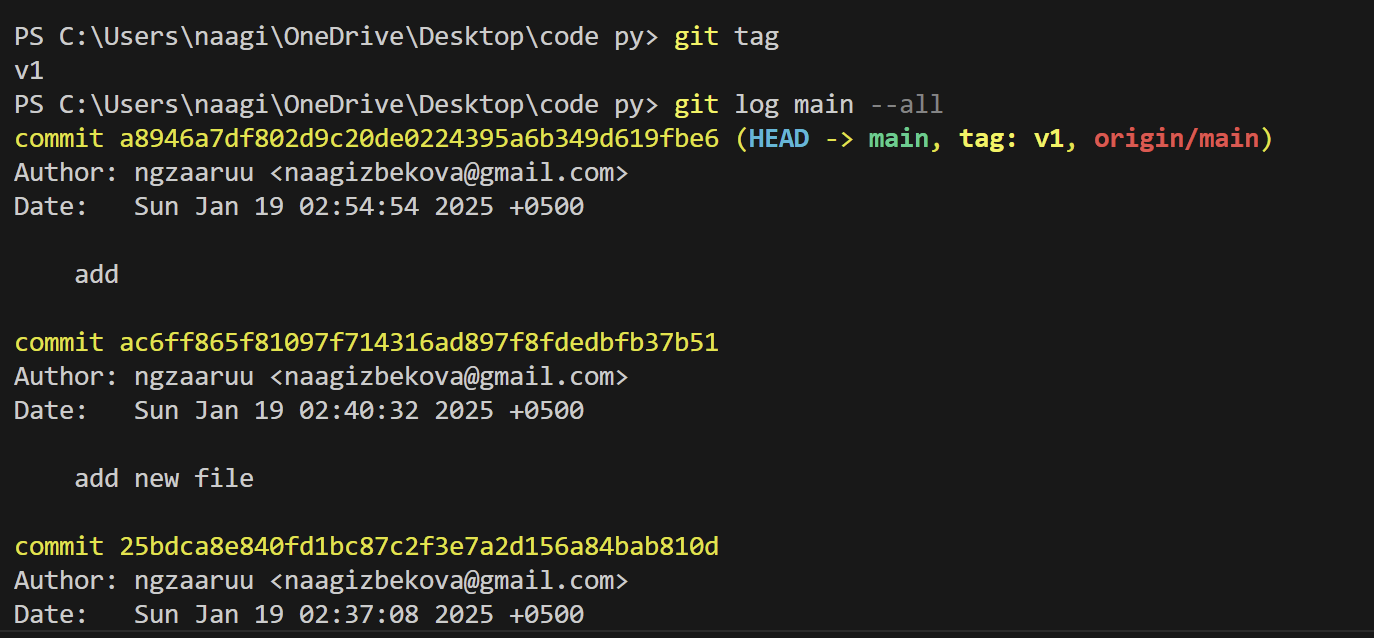 PS C:\Users\naagi\OneDrive\Desktop\code py> git tag
v1
PS C:\Users\naagi\OneDrive\Desktop\code py> git log main --all
commit a8946a7df802d9c20de0224395a6b349d619fbe6 (HEAD -> main, tag: v1, origin/main)
Author: ngzaaruu <naagizbekova@gmail.com>
Date:   Sun Jan 19 02:54:54 2025 +0500
    add
commit ac6ff865f81097f714316ad897f8fdedbfb37b51
Author: ngzaaruu <naagizbekova@gmail.com>
Date:   Sun Jan 19 02:40:32 2025 +0500
    add new file
commit 25bdca8e840fd1bc87c2f3e7a2d156a84bab810d
Author: ngzaaruu <naagizbekova@gmail.com>
Date:   Sun Jan 19 02:37:08 2025 +0500